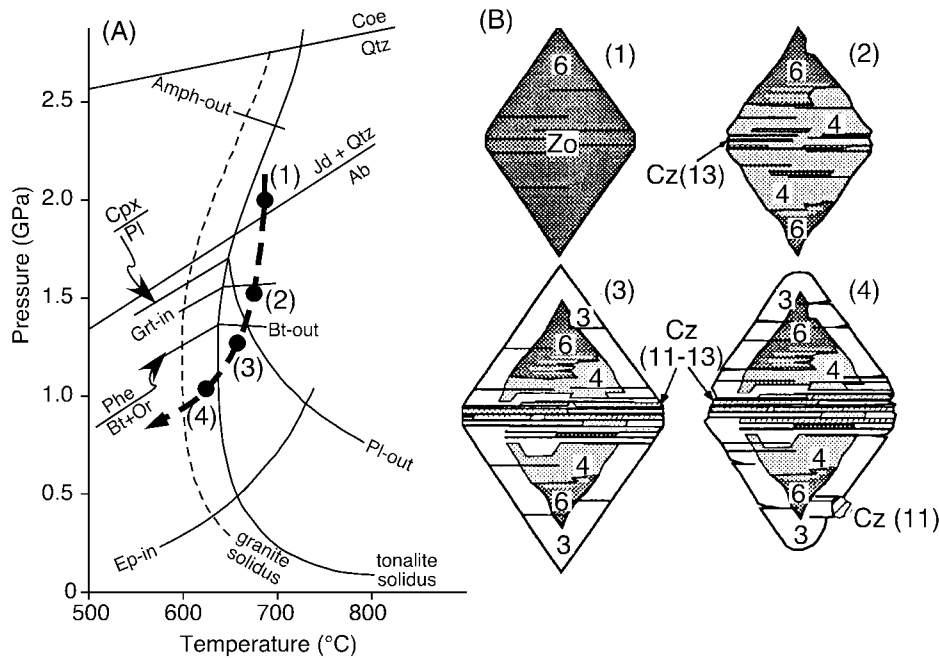 (A)
Coe
Qtz
Amph-out
Jd + Qtz
Ab
(1)
Cpx
Pl
Grt-in
(2)
Bt-out
(3)
Phe
Bt+Or
(4)
Pl-out
Ep-in
granite
solidus
tonalite
solidus
2.5
2.0
1.5
1.0
0.5
0
Pressure (GPa)
500
600
700
800
Temperature (°C)
(B)
(1)
6
Zo
(2)
6
4
Cz(13)
4
6
(3)
3
6
4
4
6
3
Cz
(11-13)
(4)
3
6
4
4
6
3
Cz (11)